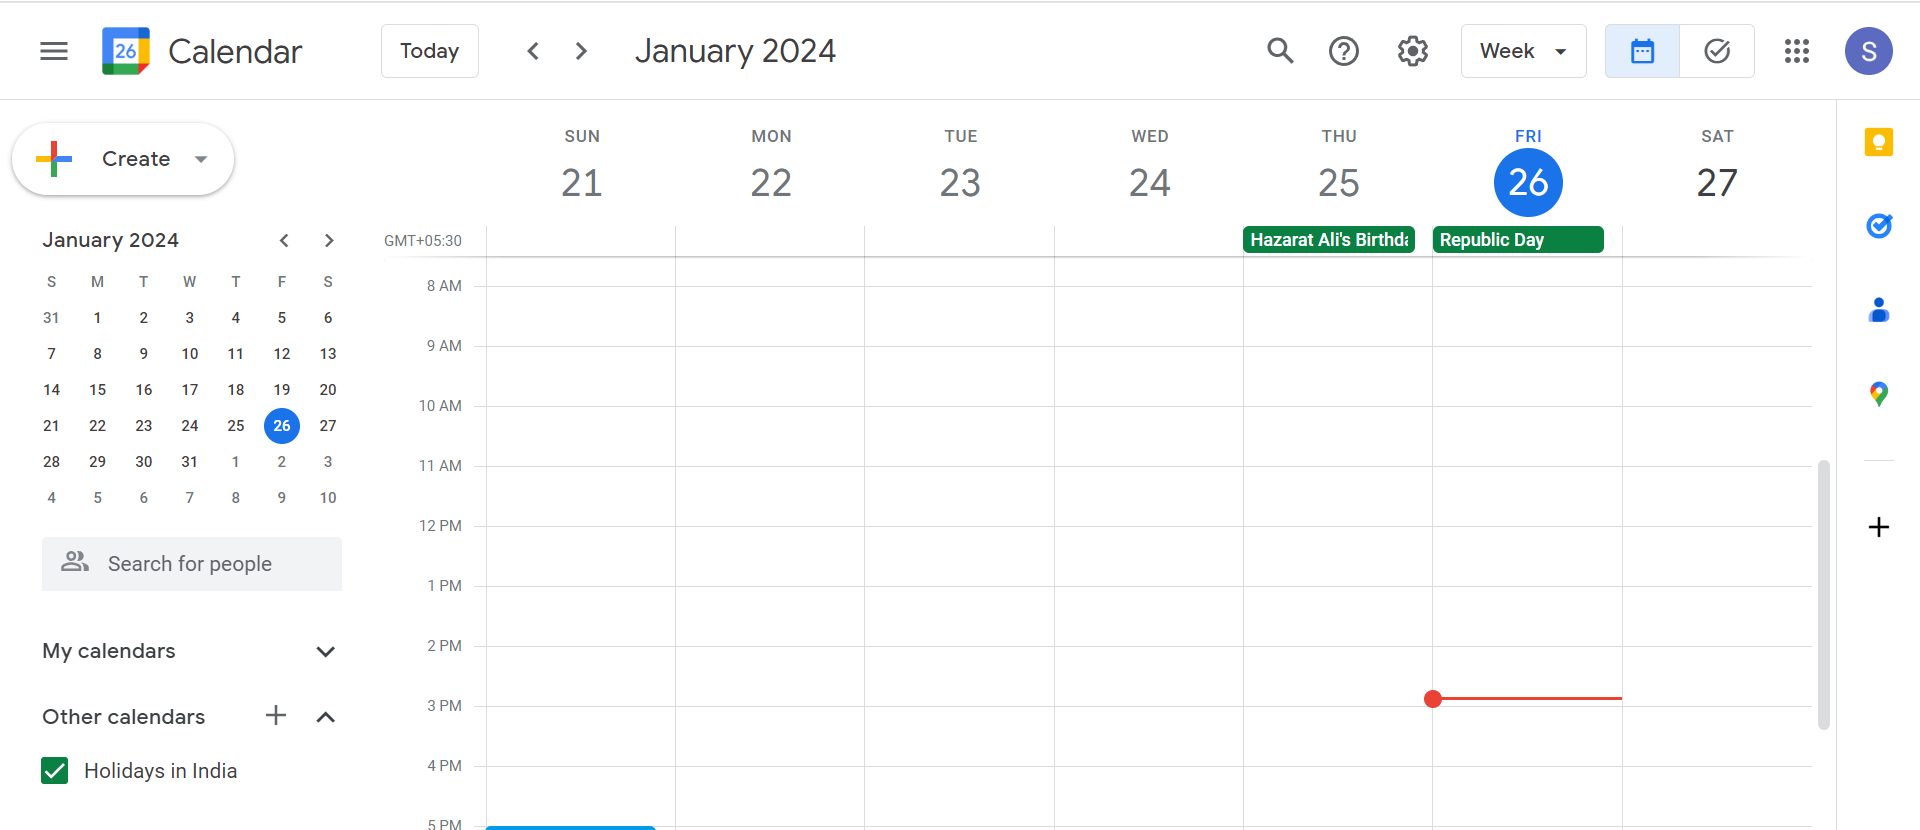 26 Calendar Today January 2024 Week S
Create
SUN MON TUE WED THU FRI SAT
21 22 23 24 25 26 27
January 2024
GMT+05:30 Hazarat Ali's Birthda Republic Day
S M T W T F S
31 1 2 3 4 5 6
7 8 9 10 11 12 13
14 15 16 17 18 19 20
21 22 23 24 25 26 27
28 29 30 31 1 2 3
4 5 6 7 8 9 10
Search for people
My calendars
Other calendars
Holidays in India
8 AM
9 AM
10 AM
11 AM
12 PM
1 PM
2 PM
3 PM
4 PM
5 PM